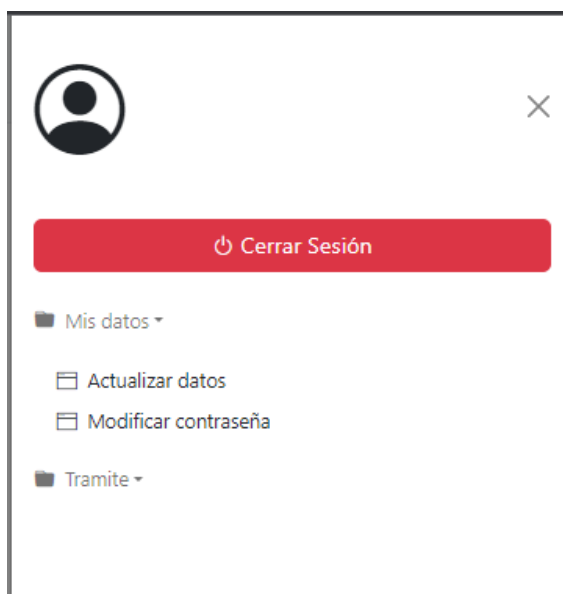 Cerrar Sesión
Mis datos
Actualizar datos
Modificar contraseña
Tramite